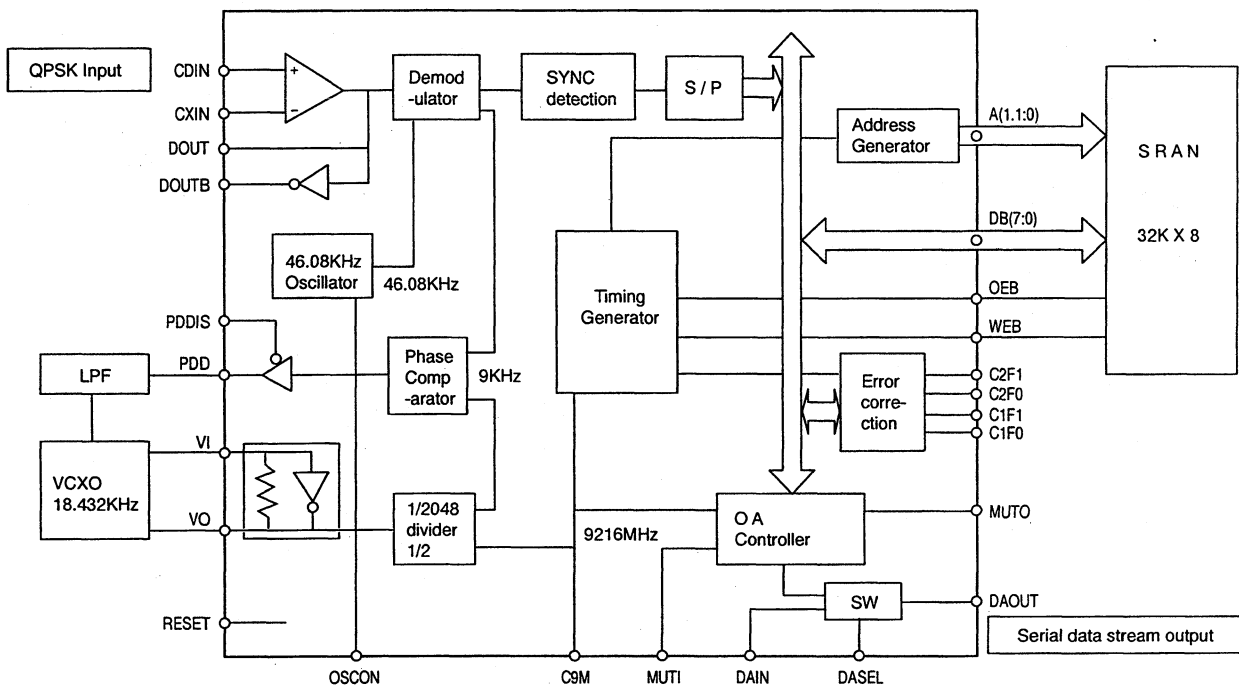 QPSK Input
CDIN
CXIN
DOUT
DOUTB
+
−
Demod
-ulator
SYNC
detection
S / P
Address
Generator
A(1.1:0)
S R A N
32K X 8
DB(7:0)
46.08KHz
Oscillator
46.08KHz
Timing
Generator
OEB
WEB
PDDIS
PDD
LPF
Phase
Comp
-arator
9KHz
Error
corre-
ction
C2F1
C2F0
C1F1
C1F0
VI
VCXO
18.432KHz
VO
1/2048
divider
1/2
9216MHz
O A
Controller
MUTO
SW
DAOUT
RESET
Serial data stream output
OSCON
C9M
MUTI
DAIN
DASEL